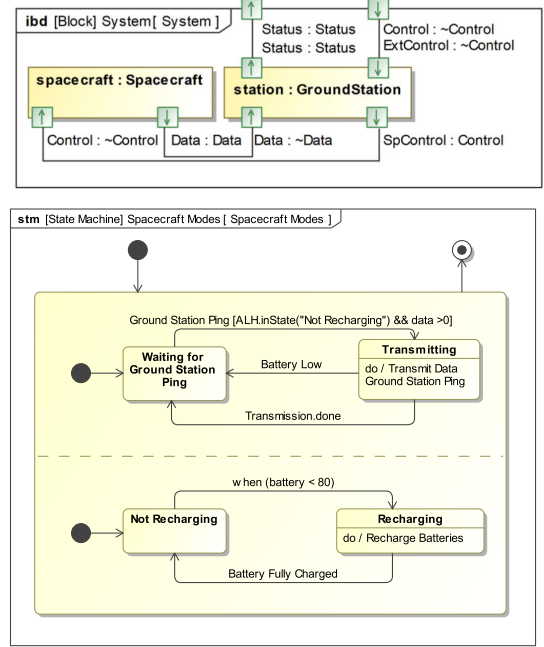 ibd [Block] System[ System ]
Status : Status
Status : Status
Control : ~Control
ExtControl : ~Control
spacecraft : Spacecraft
station : GroundStation
Control : ~Control
Data : Data
Data : ~Data
SpControl : Control
stm [State Machine] Spacecraft Modes [ Spacecraft Modes ]
Ground Station Ping [ALH.inState("Not Recharging") && data >0]
Waiting for
Ground Station
Ping
Battery Low
Transmitting
do / Transmit Data
Ground Station Ping
Transmission.done
when (battery < 80)
Not Recharging
Recharging
do / Recharge Batteries
Battery Fully Charged